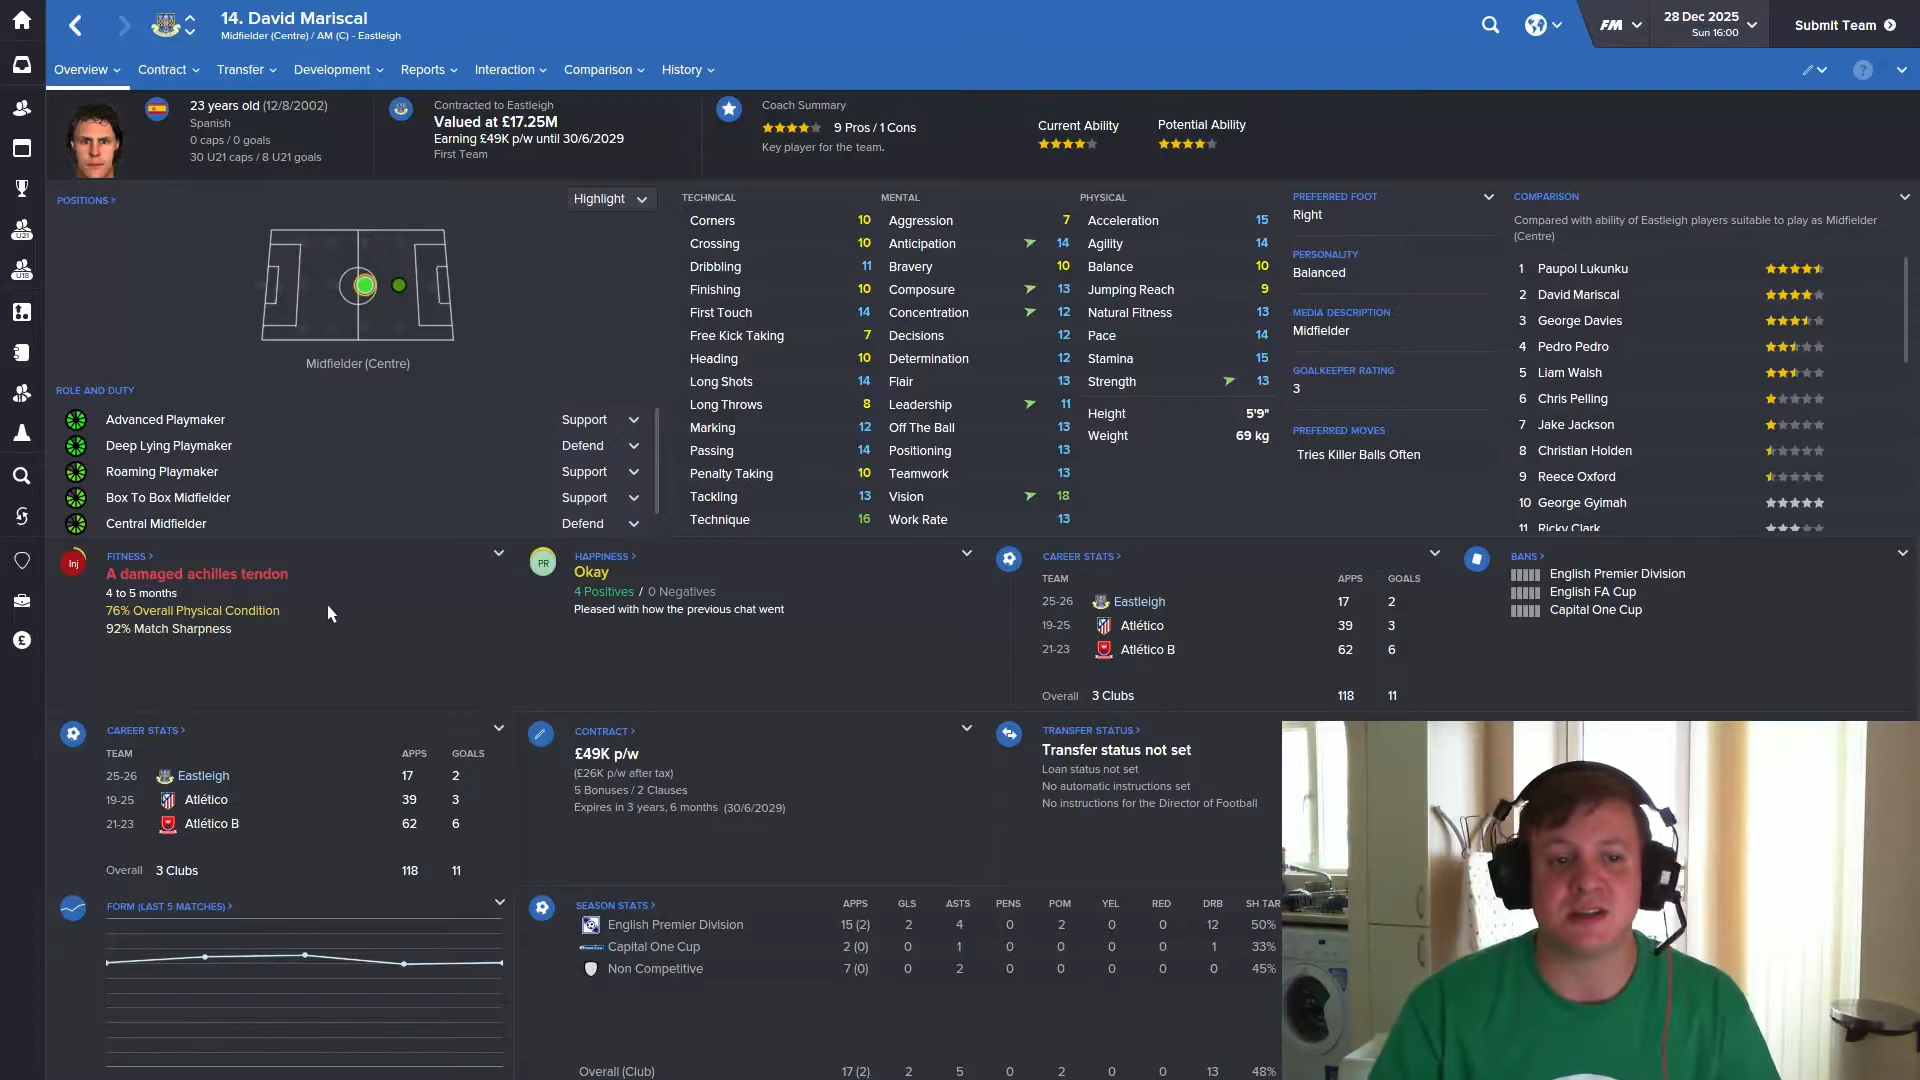 14. David Mariscal
Midfielder (Centre) / AM (C) - Eastleigh
FM
28 Dec 2025
Sun 16:00
Submit Team
Overview Contract Transfer Development Reports Interaction Comparison History
?
23 years old (12/8/2002)
Spanish
0 caps / 0 goals
30 U21 caps / 8 U21 goals
Contracted to Eastleigh
Valued at £17.25M
Earning £49K p/w until 30/6/2029
First Team
Coach Summary
9 Pros / 1 Cons
Key player for the team.
Current Ability
Potential Ability
POSITIONS >
Highlight
Midfielder (Centre)
ROLE AND DUTY
Advanced Playmaker Support
Deep Lying Playmaker Defend
Roaming Playmaker Support
Box To Box Midfielder Support
Central Midfielder Defend
TECHNICAL
Corners 10
Crossing 10
Dribbling 11
Finishing 10
First Touch 14
Free Kick Taking 7
Heading 10
Long Shots 14
Long Throws 8
Marking 12
Passing 14
Penalty Taking 10
Tackling 13
Technique 16
MENTAL
Aggression 7
Anticipation 14
Bravery 10
Composure 13
Concentration 12
Decisions 12
Determination 12
Flair 13
Leadership 11
Off The Ball 13
Positioning 13
Teamwork 13
Vision 18
Work Rate 13
PHYSICAL
Acceleration 15
Agility 14
Balance 10
Jumping Reach 9
Natural Fitness 13
Pace 14
Stamina 15
Strength 13
Height 5'9"
Weight 69 kg
PREFERRED FOOT
Right
PERSONALITY
Balanced
MEDIA DESCRIPTION
Midfielder
GOALKEEPER RATING
3
PREFERRED MOVES
Tries Killer Balls Often
COMPARISON
Compared with ability of Eastleigh players suitable to play as Midfielder
(Centre)
1 Paupol Lukunku
2 David Mariscal
3 George Davies
4 Pedro Pedro
5 Liam Walsh
6 Chris Pelling
7 Jake Jackson
8 Christian Holden
9 Reece Oxford
10 George Gyimah
11 Ricky Clark
Inj
FITNESS >
A damaged achilles tendon
4 to 5 months
76% Overall Physical Condition
92% Match Sharpness
PR
HAPPINESS >
Okay
4 Positives / 0 Negatives
Pleased with how the previous chat went
CAREER STATS >
TEAM APPS GOALS
25-26 Eastleigh 17 2
19-25 Atlético 39 3
21-23 Atlético B 62 6
Overall 3 Clubs 118 11
BANS >
English Premier Division
English FA Cup
Capital One Cup
CAREER STATS >
TEAM APPS GOALS
25-26 Eastleigh 17 2
19-25 Atlético 39 3
21-23 Atlético B 62 6
Overall 3 Clubs 118 11
CONTRACT >
£49K p/w
(£26K p/w after tax)
5 Bonuses / 2 Clauses
Expires in 3 years, 6 months (30/6/2029)
TRANSFER STATUS >
Transfer status not set
Loan status not set
No automatic instructions set
No instructions for the Director of Football
FORM (LAST 5 MATCHES) >
SEASON STATS > APPS GLS ASTS PENS POM YEL RED DRB SH TAR
English Premier Division 15 (2) 2 4 0 2 0 0 12 50%
Capital One Cup 2 (0) 0 1 0 0 0 0 1 33%
Non Competitive 7 (0) 0 2 0 0 0 0 0 45%
Overall (Club) 17 (2) 2 5 0 2 0 0 13 48%
U21
U18
£